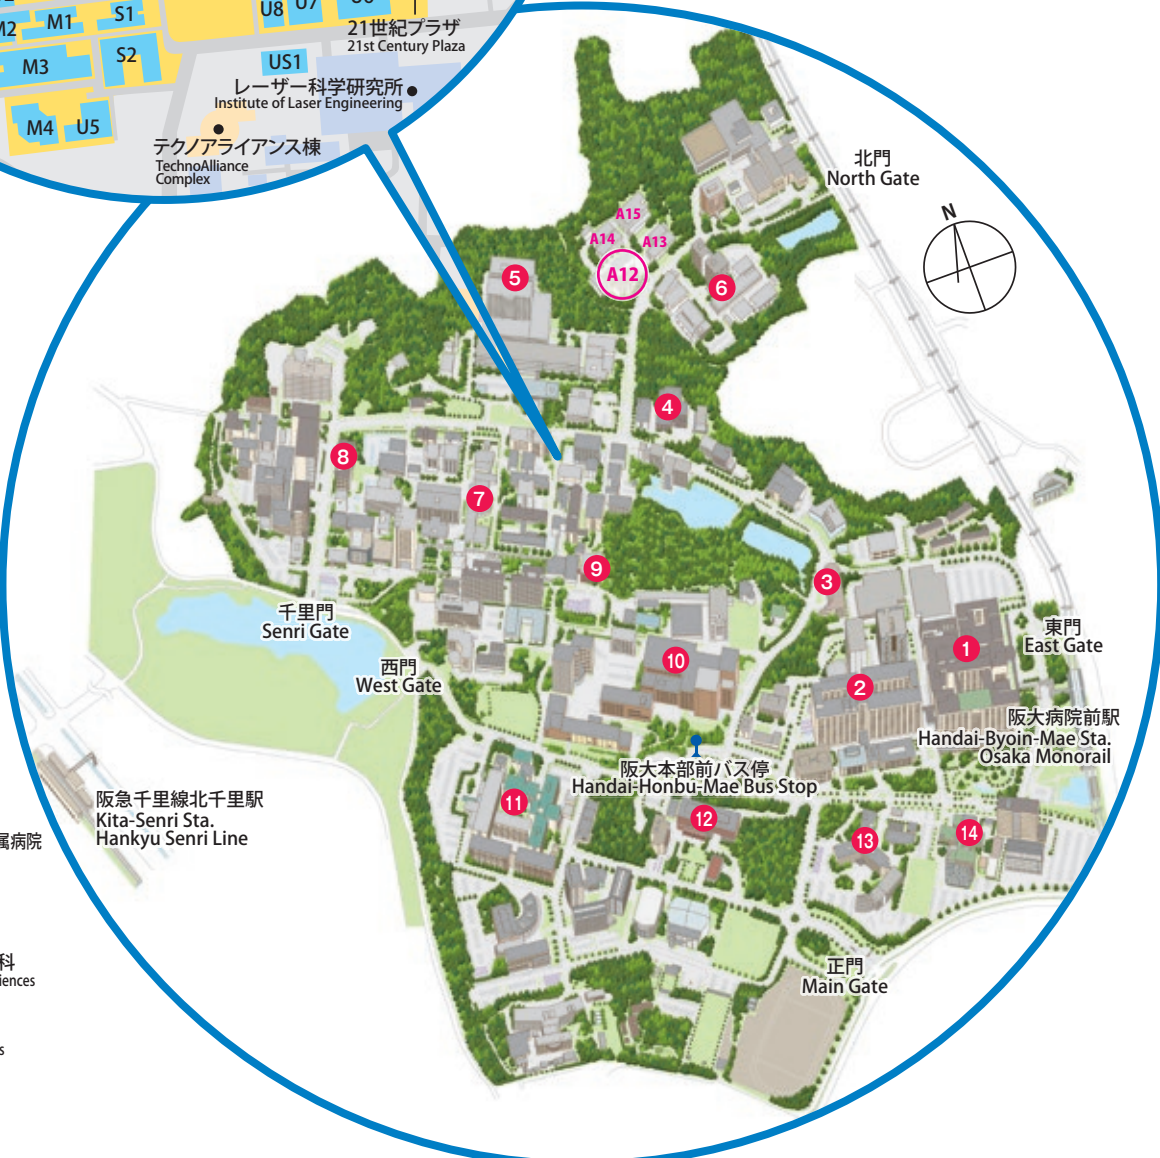 M2
M1
S1
U8
U7
21世紀プラザ
21st Century Plaza
M3
S2
US1
レーザー科学研究所
Institute of Laser Engineering
M4
U5
テクノアライアンス棟
TechnoAlliance
Complex
北門
North Gate
N
A15
A14
A13
A12
5
6
4
8
7
9
3
千里門
Senri Gate
西門
West Gate
10
1
2
東門
East Gate
阪大病院前駅
Handai-Byoin-Mae Sta.
Osaka Monorail
阪大本部前バス停
Handai-Honbu-Mae Bus Stop
阪急千里線北千里駅
Kita-Senri Sta.
Hankyu Senri Line
11
12
13
14
属病院
科
iences
s
正門
Main Gate